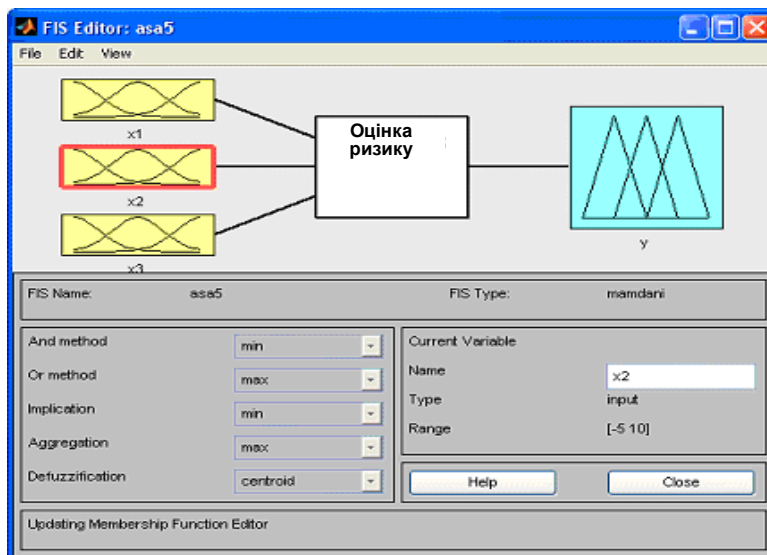 FIS Editor: asa5
File Edit View
x1
x2
x3
Оцінка
ризику
y
FIS Name: asa5
FIS Type: mamdani
And method min
Or method max
Implication min
Aggregation max
Defuzzification centroid
Current Variable
Name x2
Type input
Range [-5 10]
Help Close
Updating Membership Function Editor